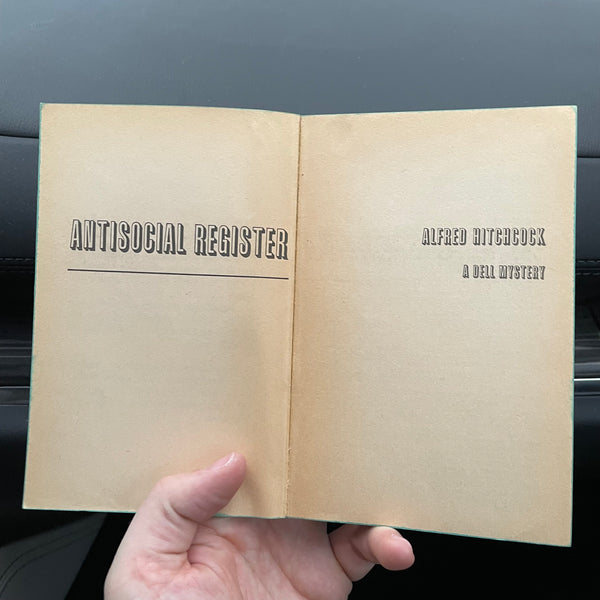 ANTISOCIAL REGISTER
ALFRED HITCHCOCK
A DELL MYSTERY